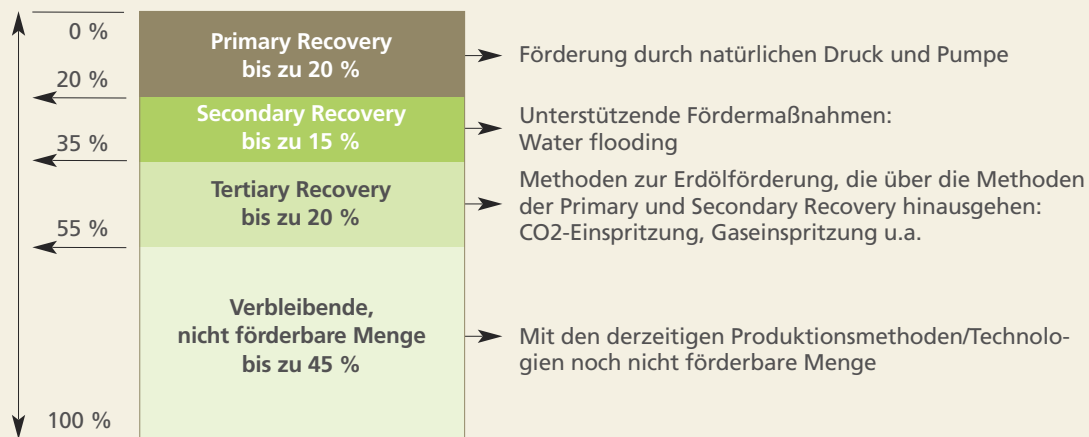 0 %
Primary Recovery
bis zu 20 %
Förderung durch natürlichen Druck und Pumpe
20 %
Secondary Recovery
bis zu 15 %
Unterstützende Fördermaßnahmen:
Water flooding
35 %
Tertiary Recovery
bis zu 20 %
Methoden zur Erdölförderung, die über die Methoden
der Primary und Secondary Recovery hinausgehen:
CO2-Einspritzung, Gaseinspritzung u.a.
55 %
Verbleibende,
nicht förderbare Menge
bis zu 45 %
Mit den derzeitigen Produktionsmethoden/Technolo-
gien noch nicht förderbare Menge
100 %